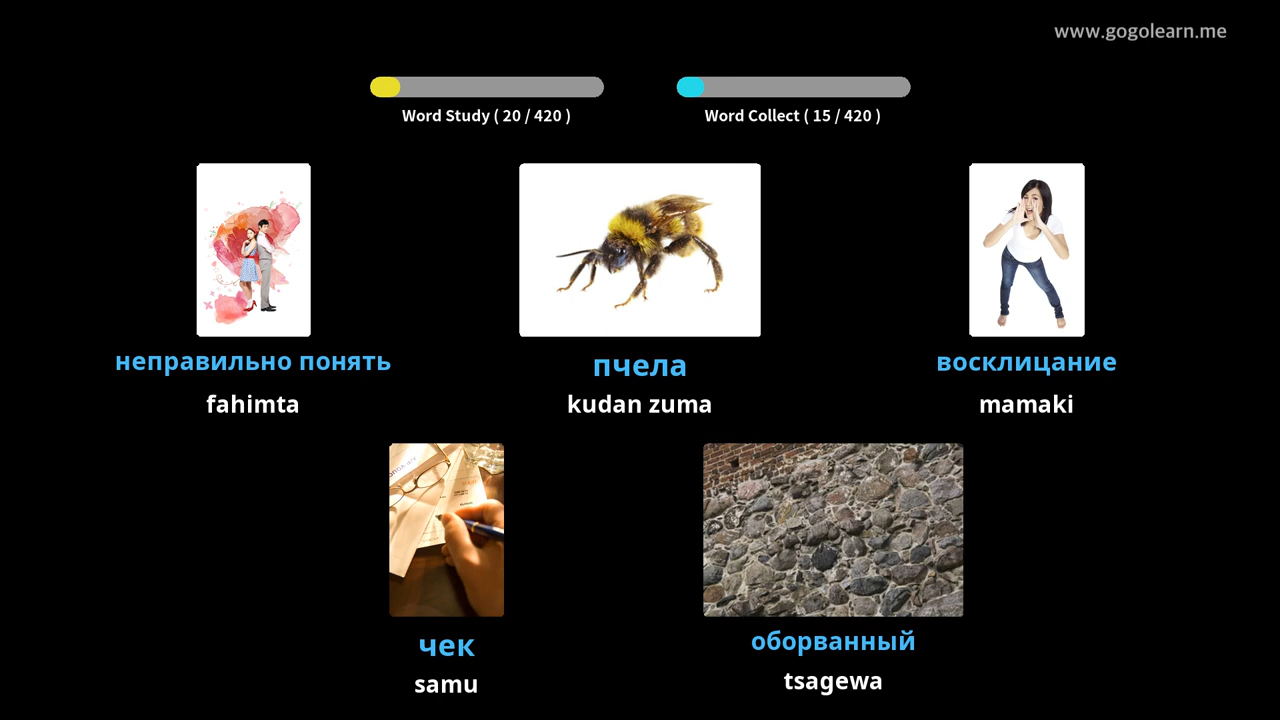 www.gogolearn.me
Word Study ( 20 / 420 )
Word Collect ( 15 / 420 )
неправильно понять
fahimta
пчела
kudan zuma
восклицание
mamaki
чек
samu
оборванный
tsagewa